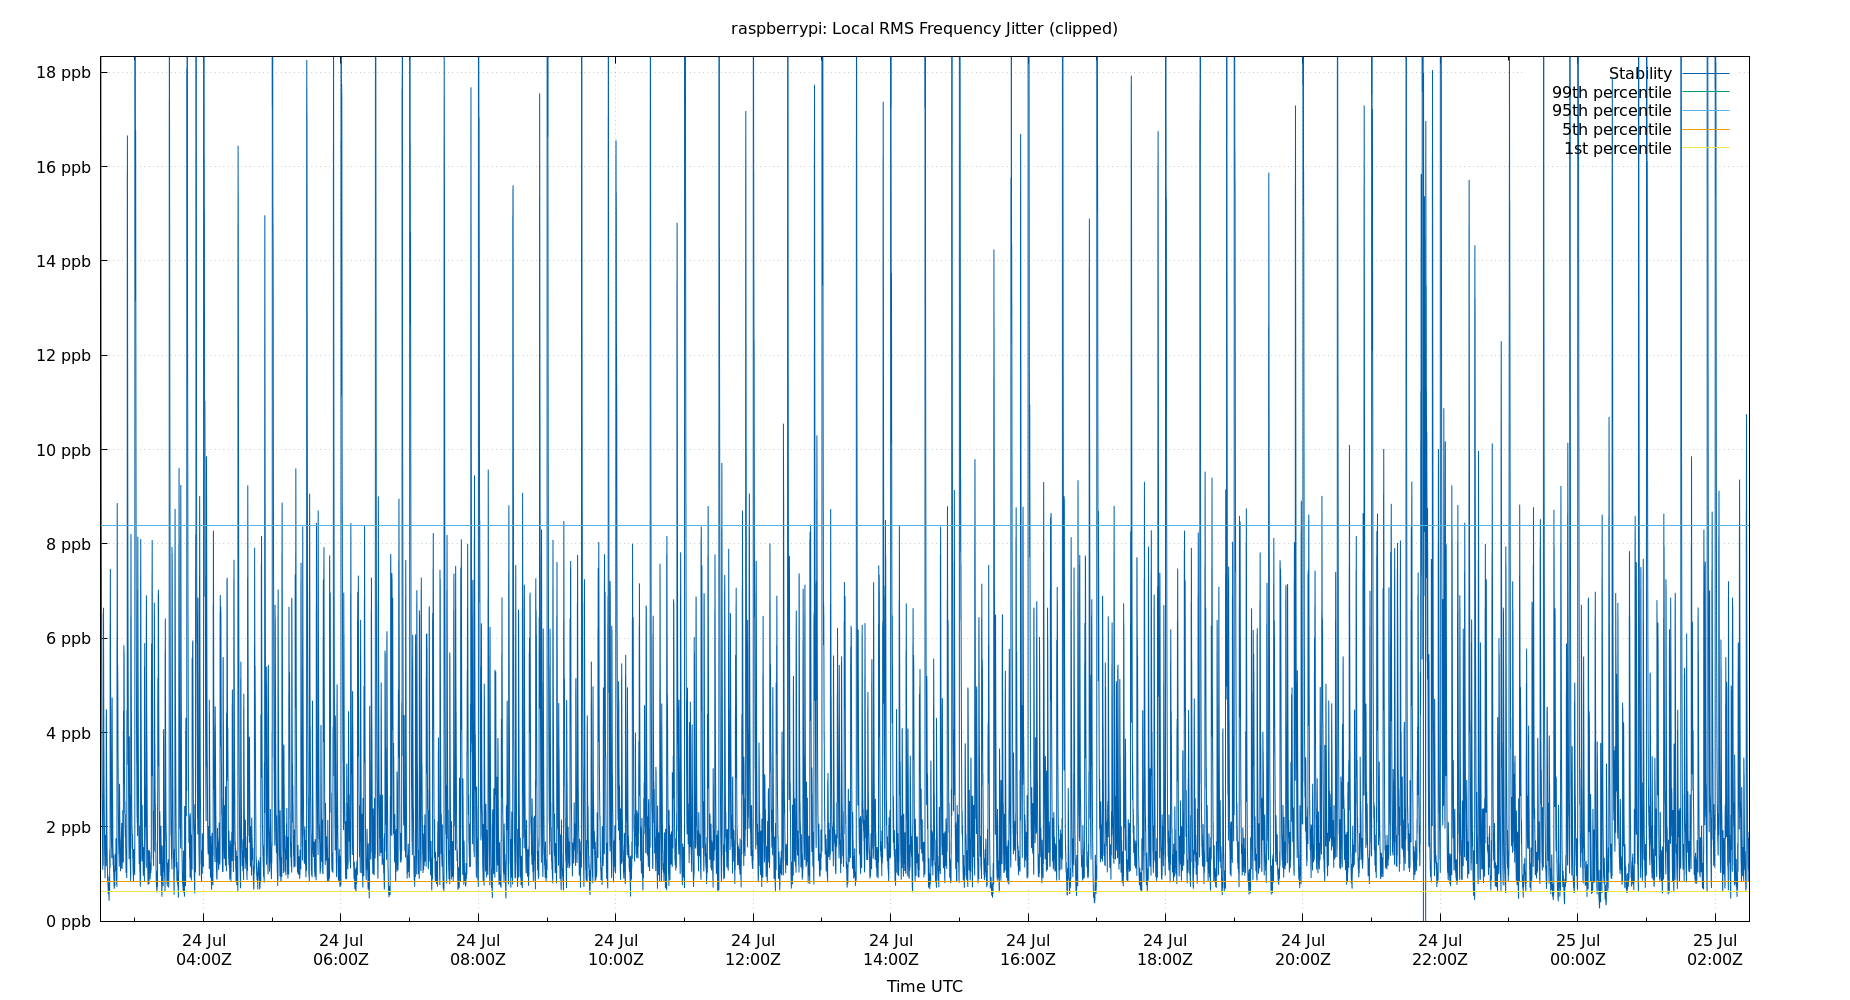 raspberrypi: Local RMS Frequency Jitter (clipped)
18 ppb
16 ppb
14 ppb
12 ppb
10 ppb
8 ppb
6 ppb
4 ppb
2 ppb
0 ppb
Stability
99th percentile
95th percentile
5th percentile
1st percentile
24 Jul 24 Jul 24 Jul 24 Jul 24 Jul 24 Jul 24 Jul 24 Jul 24 Jul 24 Jul 25 Jul 25 Jul
04:00Z 06:00Z 08:00Z 10:00Z 12:00Z 14:00Z 16:00Z 18:00Z 20:00Z 22:00Z 00:00Z 02:00Z
Time UTC